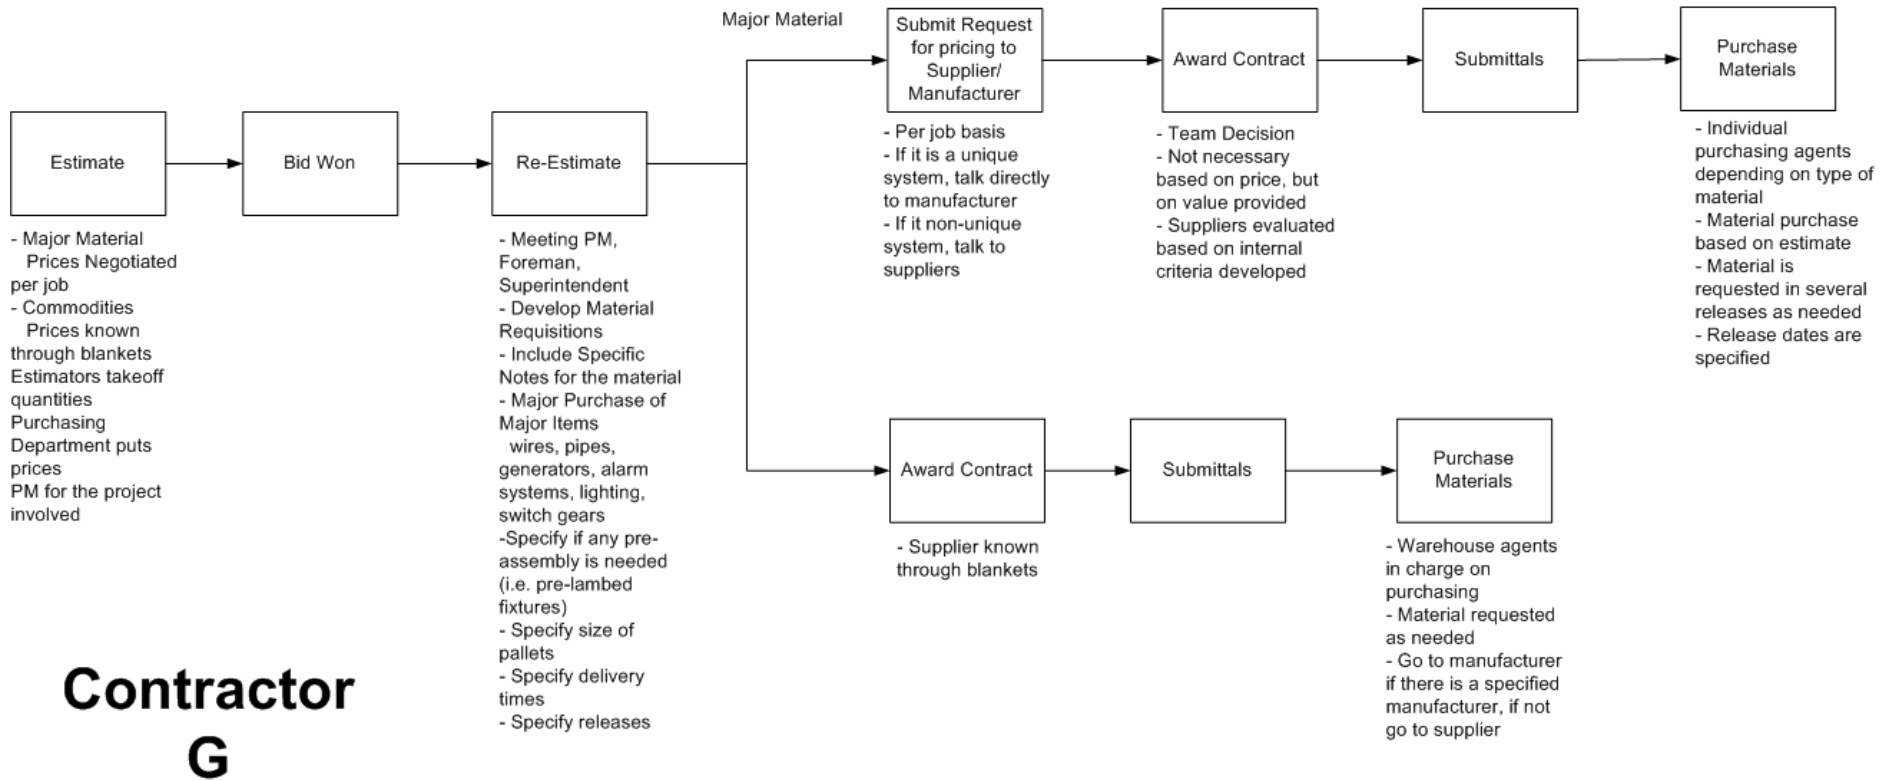 Major Material
Submit Request
for pricing to
Supplier/
Manufacturer
Award Contract
Submittals
Purchase
Materials
Estimate
Bid Won
Re-Estimate
- Per job basis
- If it is a unique
system, talk directly
to manufacturer
- If it non-unique
system, talk to
suppliers
- Team Decision
- Not necessary
based on price, but
on value provided
- Suppliers evaluated
based on internal
criteria developed
- Individual
purchasing agents
depending on type of
material
- Material purchase
based on estimate
- Material is
requested in several
releases as needed
- Release dates are
specified
- Major Material
Prices Negotiated
per job
- Commodities
Prices known
through blankets
Estimators takeoff
quantities
Purchasing
Department puts
prices
PM for the project
involved
- Meeting PM,
Foreman,
Superintendent
- Develop Material
Requisitions
- Include Specific
Notes for the material
- Major Purchase of
Major Items
wires, pipes,
generators, alarm
systems, lighting,
switch gears
-Specify if any pre-
assembly is needed
(i.e. pre-lambed
fixtures)
- Specify size of
pallets
- Specify delivery
times
- Specify releases
Award Contract
Submittals
Purchase
Materials
- Supplier known
through blankets
- Warehouse agents
in charge on
purchasing
- Material requested
as needed
- Go to manufacturer
if there is a specified
manufacturer, if not
go to supplier
Contractor
G